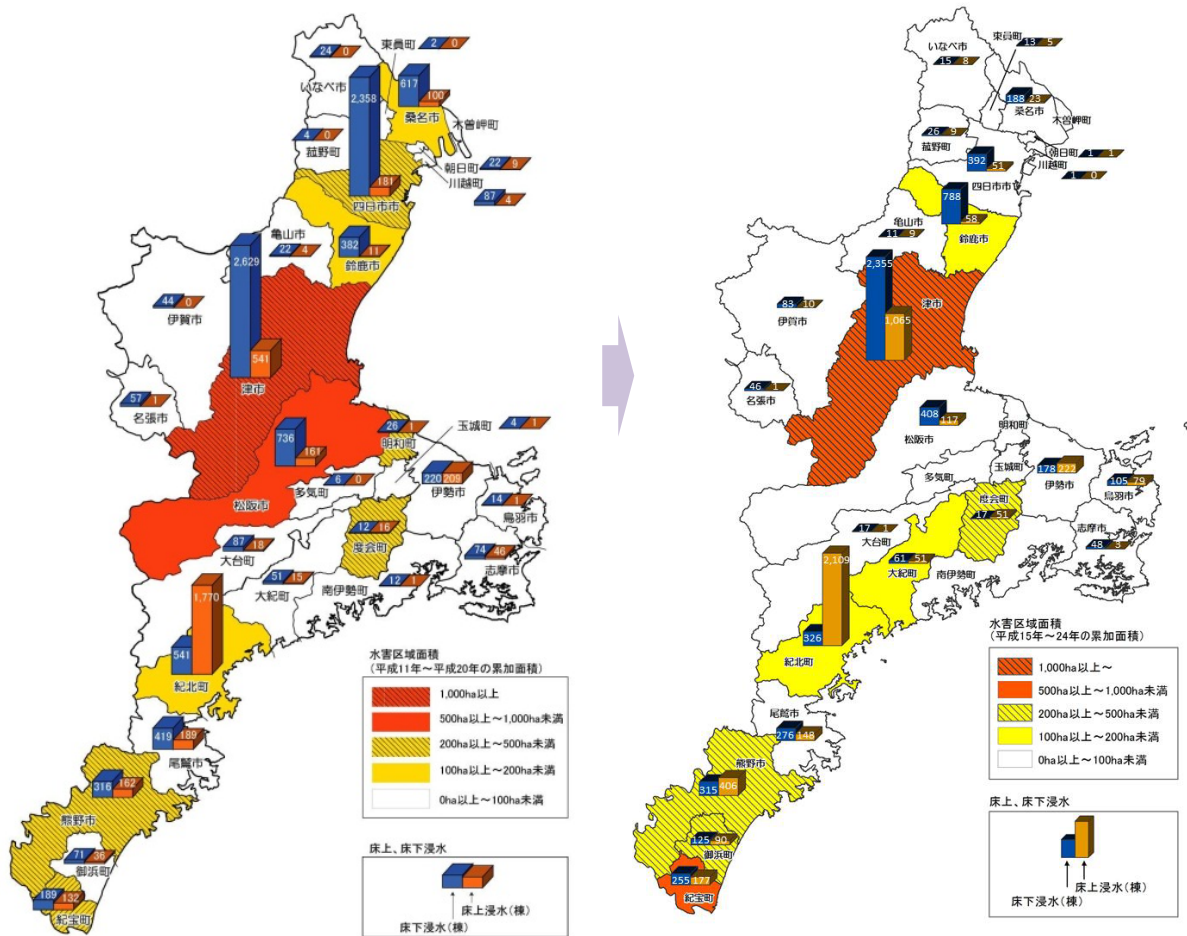 24 0
いなべ市
東員町
2 0
2,358
181
617
100
桑名市
木曽岬町
4 0
菰野町
朝日町
22 9
川越町
87 4
四日市市
亀山市
22 4
382
11
鈴鹿市
2,629
541
津市
44 0
伊賀市
57 1
名張市
736
161
松阪市
26 1
明和町
玉城町
4 1
6 0
多気町
220 209
伊勢市
14 1
鳥羽市
12 16
度会町
74 46
志摩市
87 18
大台町
51 15
大紀町
南伊勢町
12 1
541
1,770
紀北町
419
189
尾鷲市
316
162
熊野市
71 36
御浜町
189
132
紀宝町
水害区域面積
(平成11年～平成20年の累加面積)
1,000ha以上
500ha以上～1,000ha未満
200ha以上～500ha未満
100ha以上～200ha未満
0ha以上～100ha未満
床上、床下浸水
床上浸水(棟)
床下浸水(棟)
いなべ市
15 8
東員町
13 5
188 23
桑名市
木曽岬町
26 9
菰野町
朝日町
1 1
川越町
1 0
392
51
四日市市
788
58
鈴鹿市
亀山市
11 9
2,355
1,065
津市
83 10
伊賀市
46 1
名張市
408
117
松阪市
明和町
玉城町
多気町
178 222
伊勢市
105 79
鳥羽市
度会町
17 51
志摩市
48 3
17 1
大台町
61 51
大紀町
南伊勢町
326
2,109
紀北町
尾鷲市
276 148
熊野市
315
406
125 90
御浜町
255 177
紀宝町
水害区域面積
(平成15年～24年の累加面積)
1,000ha以上～
500ha以上～1,000ha未満
200ha以上～500ha未満
100ha以上～200ha未満
0ha以上～100ha未満
床上、床下浸水
床上浸水(棟)
床下浸水(棟)